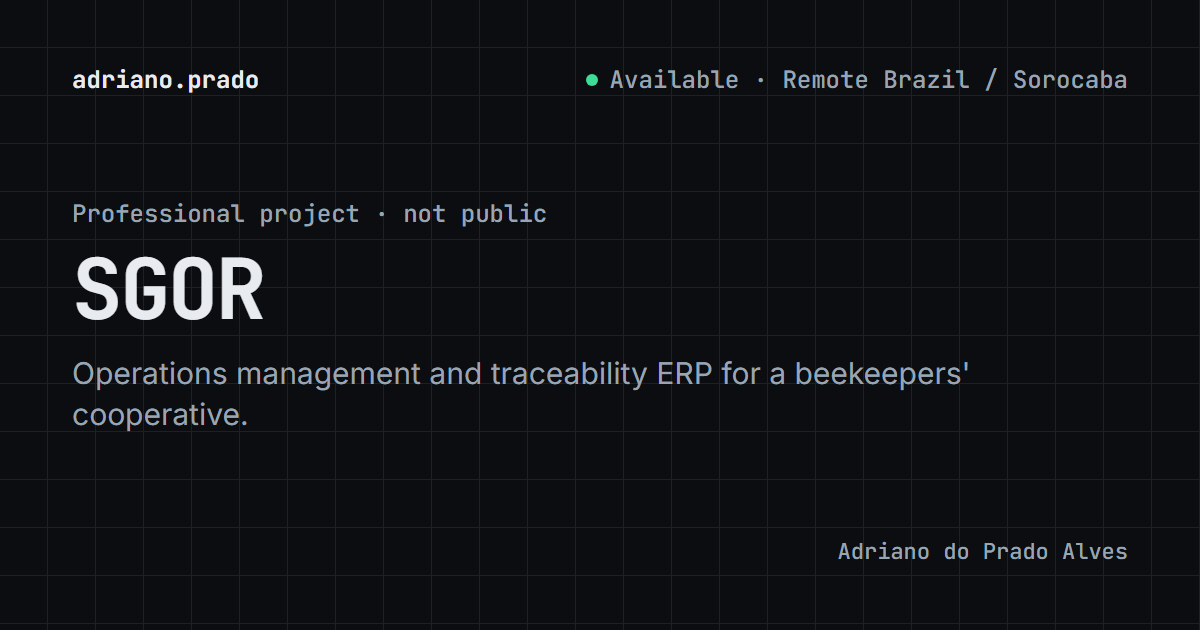 adriano.prado
Available · Remote Brazil / Sorocaba
Professional project · not public
SGOR
Operations management and traceability ERP for a beekeepers'
cooperative.
Adriano do Prado Alves